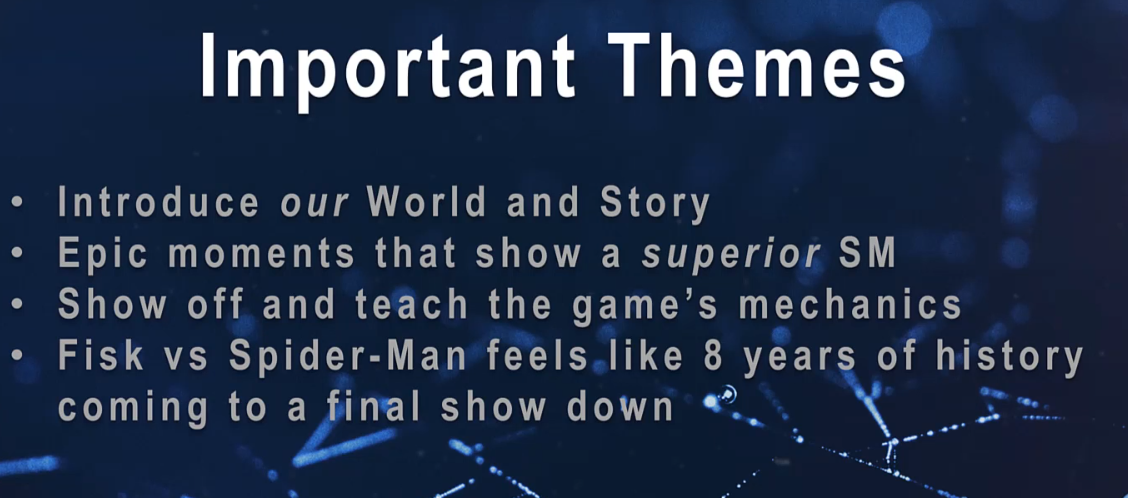 Important Themes
• Introduce our World and Story
• Epic moments that show a superior SM
• Show off and teach the game's mechanics
• Fisk vs Spider-Man feels like 8 years of history
coming to a final show down